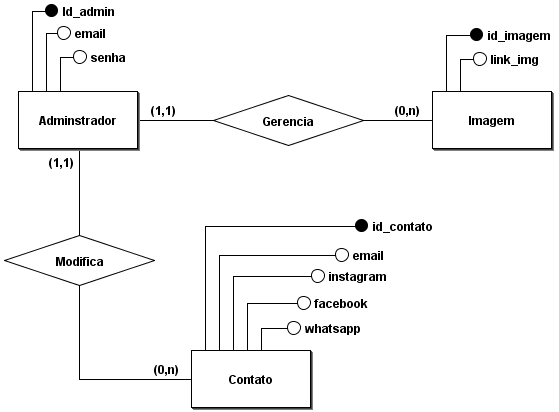 Id_admin
email
senha
id_imagem
link_img
Adminstrador
(1,1)
Gerencia
(0,n)
Imagem
(1,1)
Modifica
id_contato
email
instagram
facebook
whatsapp
(0,n)
Contato